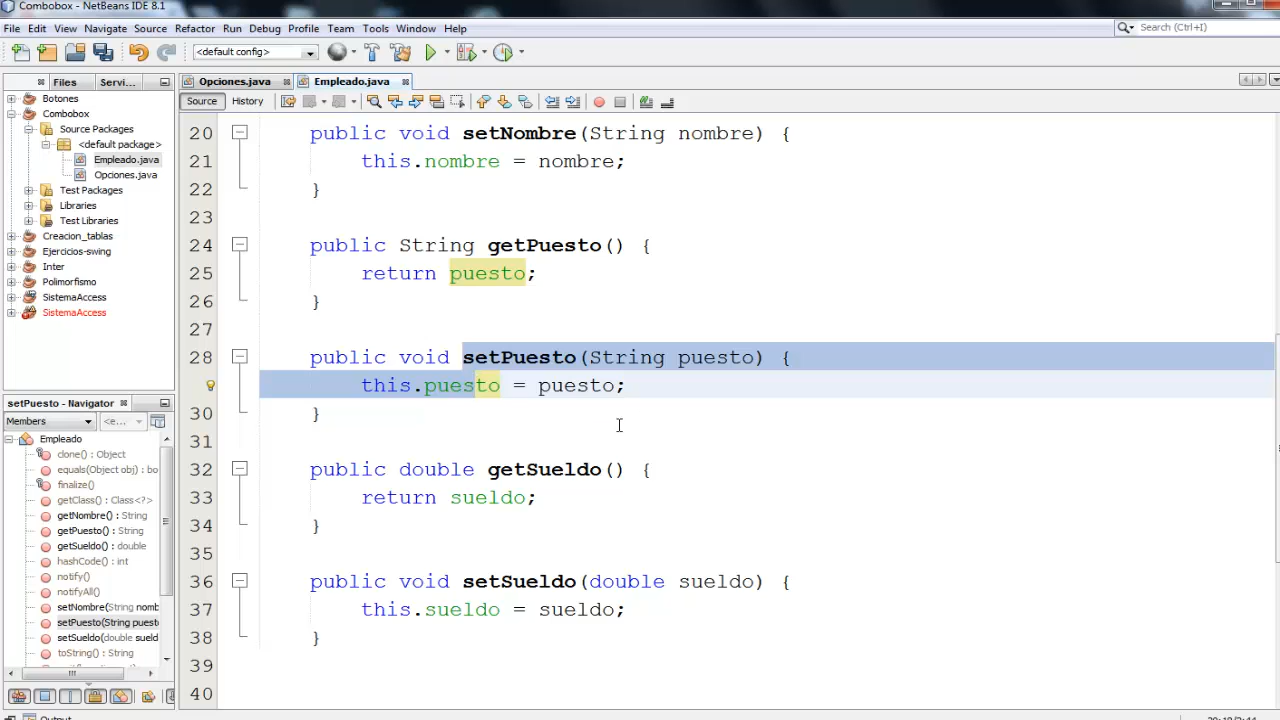 Combobox - NetBeans IDE 8.1
File Edit View Navigate Source Refactor Run Debug Profile Team Tools Window Help
Search (Ctrl+I)
<default config>
Files Servi...
Opciones.java Empleado.java
Source History
Botones
Combobox
Source Packages
<default package>
Empleado.java
Opciones.java
Test Packages
Libraries
Test Libraries
Creacion_tablas
Ejercicios-swing
Inter
Polimorfismo
SistemaAccess
SistemaAccess
setPuesto - Navigator
Members <e...
Empleado
clone() : Object
equals(Object obj) : bo
finalize()
getClass() : Class<?>
getNombre() : String
getPuesto() : String
getSueldo() : double
hashCode() : int
notify()
notifyAll()
setNombre(String nomb
setPuesto(String puesto
setSueldo(double sueld
toString() : String
20 public void setNombre(String nombre) {
21 this.nombre = nombre;
22 }
23
24 public String getPuesto() {
25 return puesto;
26 }
27
28 public void setPuesto(String puesto) {
this.puesto = puesto;
30 }
31
32 public double getSueldo() {
33 return sueldo;
34 }
35
36 public void setSueldo(double sueldo) {
37 this.sueldo = sueldo;
38 }
39
40
Output